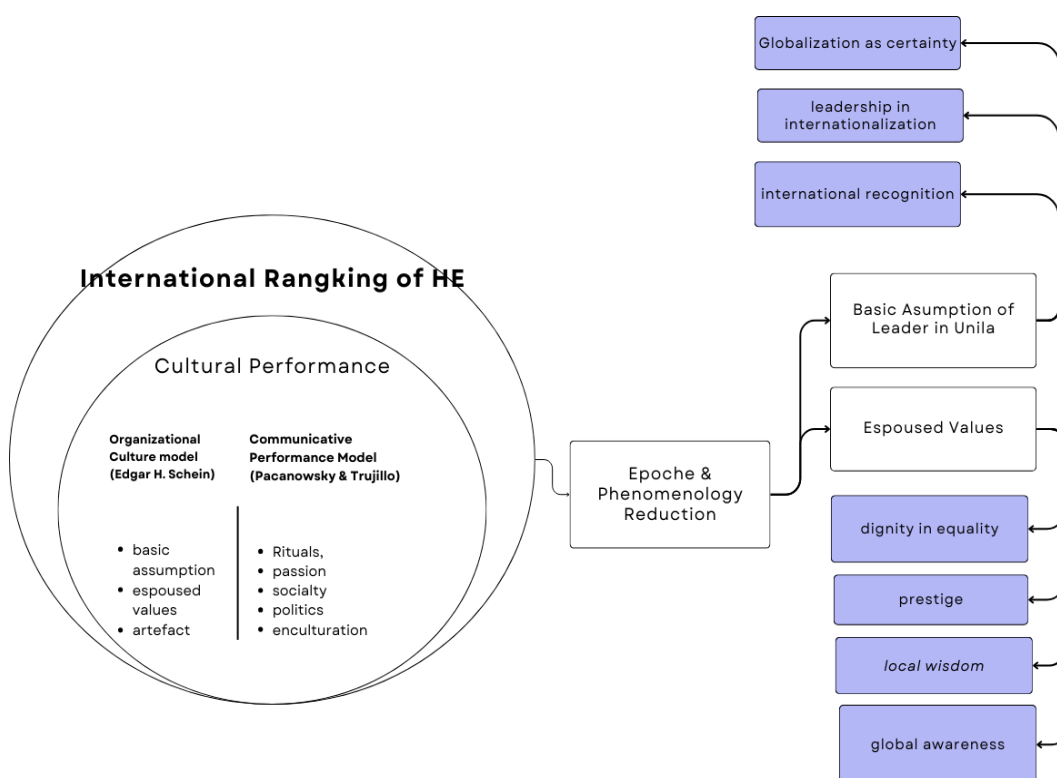 Globalization as certainty
leadership in
internationalization
international recognition
International Rangking of HE
Cultural Performance
Organizational
Culture model
(Edgar H. Schein)
Communicative
Performance Model
(Pacanowsky & Trujillo)
• basic
assumption
• espoused
values
• artefact
• Rituals,
• passion
• socialty
• politics
• enculturation
Epoche &
Phenomenology
Reduction
Basic Asumption of
Leader in Unila
Espoused Values
dignity in equality
prestige
local wisdom
global awareness